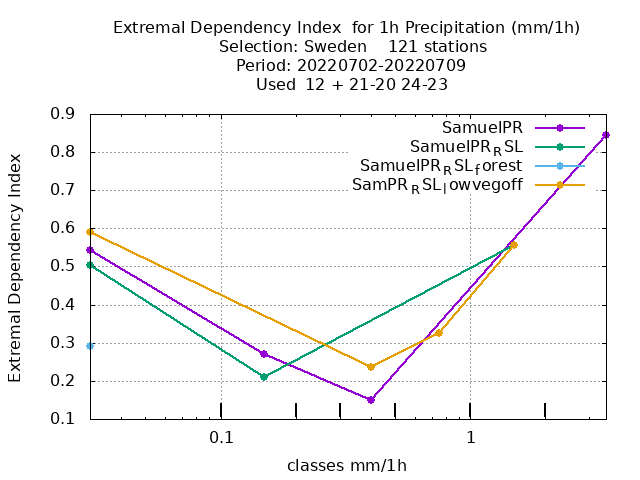 Extremal Dependency Index  for 1h Precipitation (mm/1h)
Selection: Sweden    121 stations
Period: 20220702-20220709
Used  12 + 21-20 24-23
Extremal Dependency Index
0.9
0.8
0.7
0.6
0.5
0.4
0.3
0.2
0.1
SamuelPR
SamuelPR_RSL
SamuelPR_RSL_forest
SamPR_RSL_lowvegoff
0.1
1
classes mm/1h